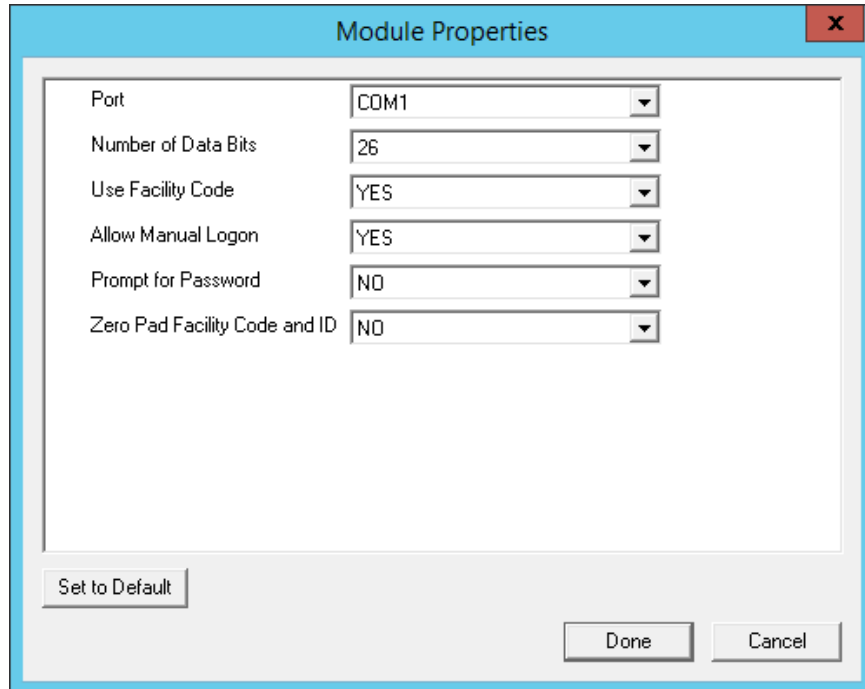 Module Properties
x
Port COM1
Number of Data Bits 26
Use Facility Code YES
Allow Manual Logon YES
Prompt for Password NO
Zero Pad Facility Code and ID NO
Set to Default
Done Cancel